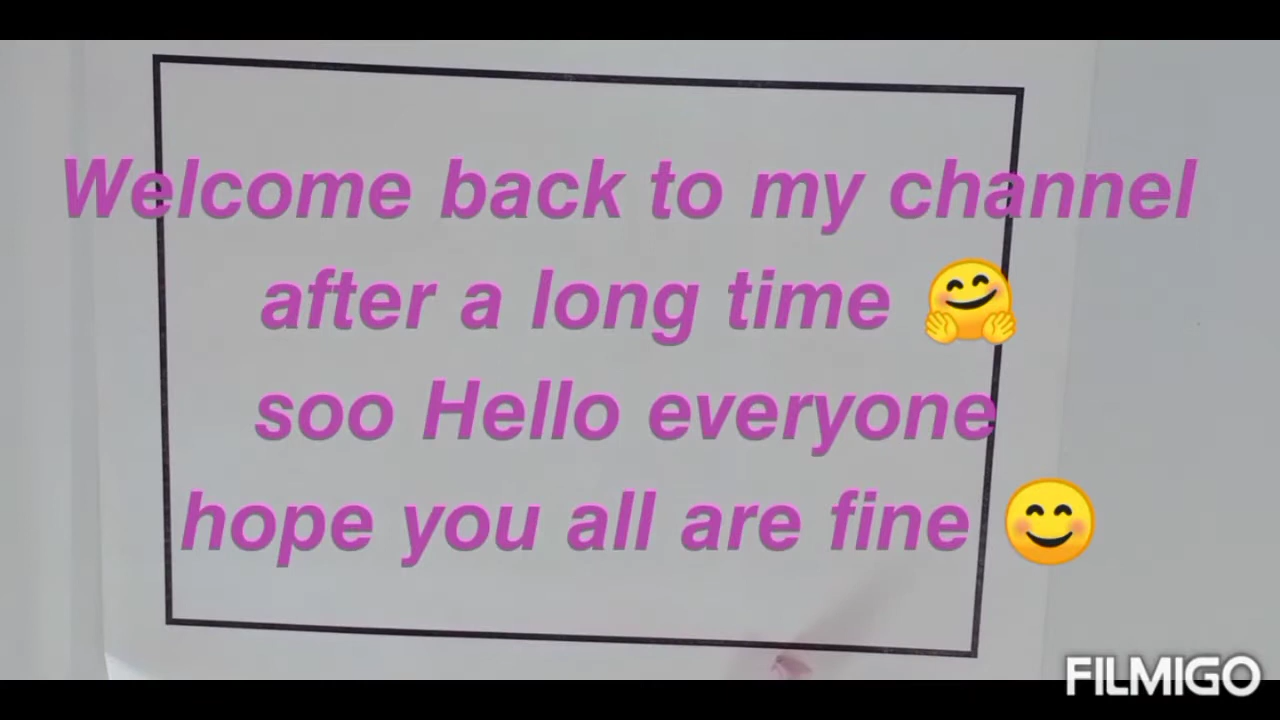 Welcome back to my channel
after a long time 🤗
soo Hello everyone
hope you all are fine 😊
FILMIGO